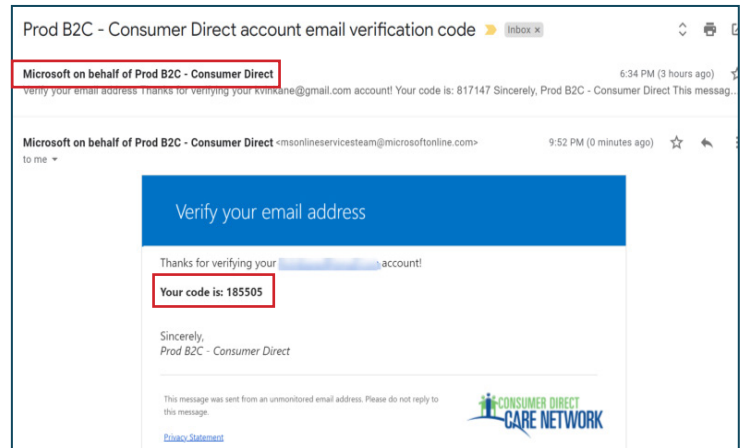 Prod B2C - Consumer Direct account email verification code Inbox x
Microsoft on behalf of Prod B2C - Consumer Direct 6:34 PM (3 hours ago)
Verify your email address Thanks for verifying your kvinkane@gmail.com account! Your code is: 817147 Sincerely, Prod B2C - Consumer Direct This messag...
Microsoft on behalf of Prod B2C - Consumer Direct <msonlineservicesteam@microsoftonline.com> 9:52 PM (0 minutes ago)
to me
Verify your email address
Thanks for verifying your account!
Your code is: 185505
Sincerely,
Prod B2C - Consumer Direct
This message was sent from an unmonitored email address. Please do not reply to
this message.
CONSUMER DIRECT
CARE NETWORK
Privacy Statement